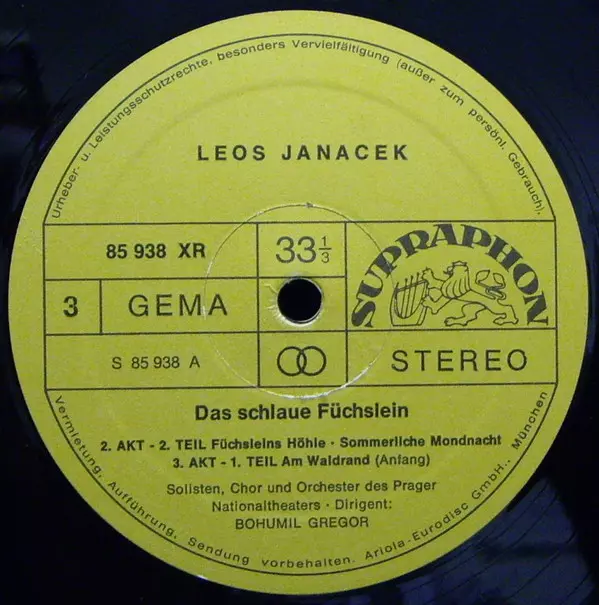 Urheber- u. Leistungsschutzrechte, besonders Vervielfältigung (außer zum persönl. Gebrauch),
LEOS JANACEK
85 938 XR
33 1/3
SUPRAPHON
3
GEMA
S 85 938 A
STEREO
Das schlaue Füchslein
2. AKT - 2. TEIL Füchsleins Höhle · Sommerliche Mondnacht
3. AKT - 1. TEIL Am Waldrand (Anfang)
Solisten, Chor und Orchester des Prager
Nationaltheaters · Dirigent:
BOHUMIL GREGOR
Vermietung, Aufführung, Sendung vorbehalten. Ariola-Eurodisc GmbH., München